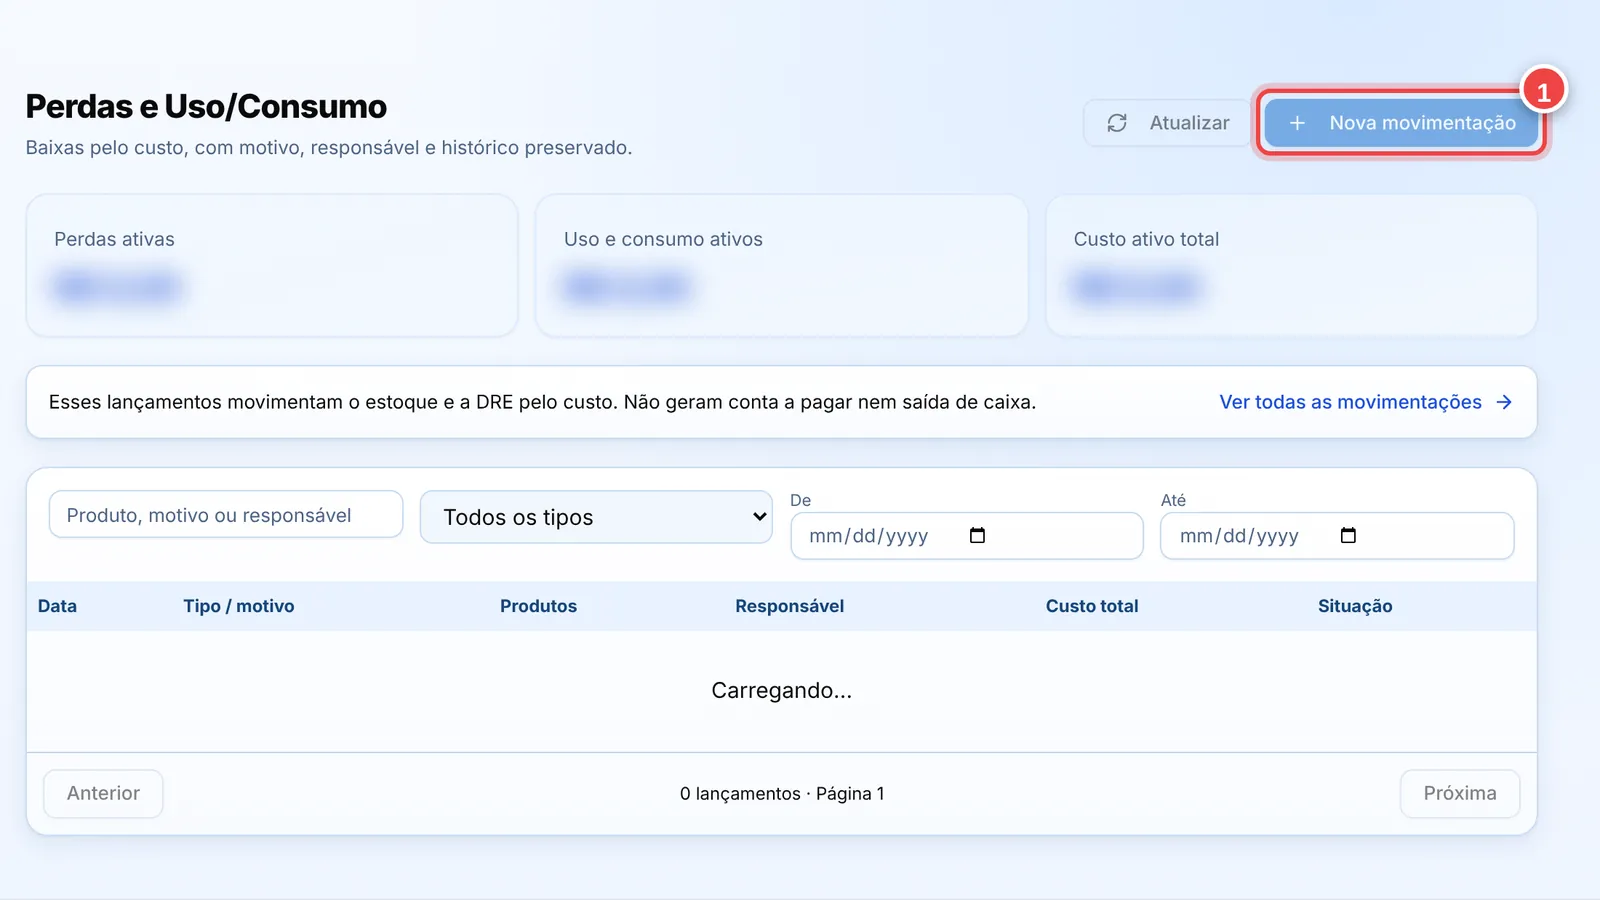 Perdas e Uso/Consumo
Baixas pelo custo, com motivo, responsável e histórico preservado.
Atualizar
+ Nova movimentação
1
Perdas ativas
Uso e consumo ativos
Custo ativo total
Esses lançamentos movimentam o estoque e a DRE pelo custo. Não geram conta a pagar nem saída de caixa.
Ver todas as movimentações →
Produto, motivo ou responsável
Todos os tipos
De
mm/dd/yyyy
Até
mm/dd/yyyy
Data
Tipo / motivo
Produtos
Responsável
Custo total
Situação
Carregando...
Anterior
0 lançamentos · Página 1
Próxima